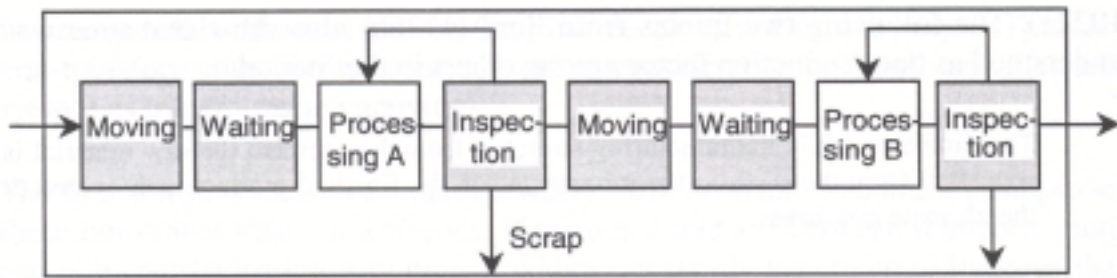 Moving
Waiting
Proces-
sing A
Inspec-
tion
Moving
Waiting
Proces-
sing B
Inspec-
tion
Scrap